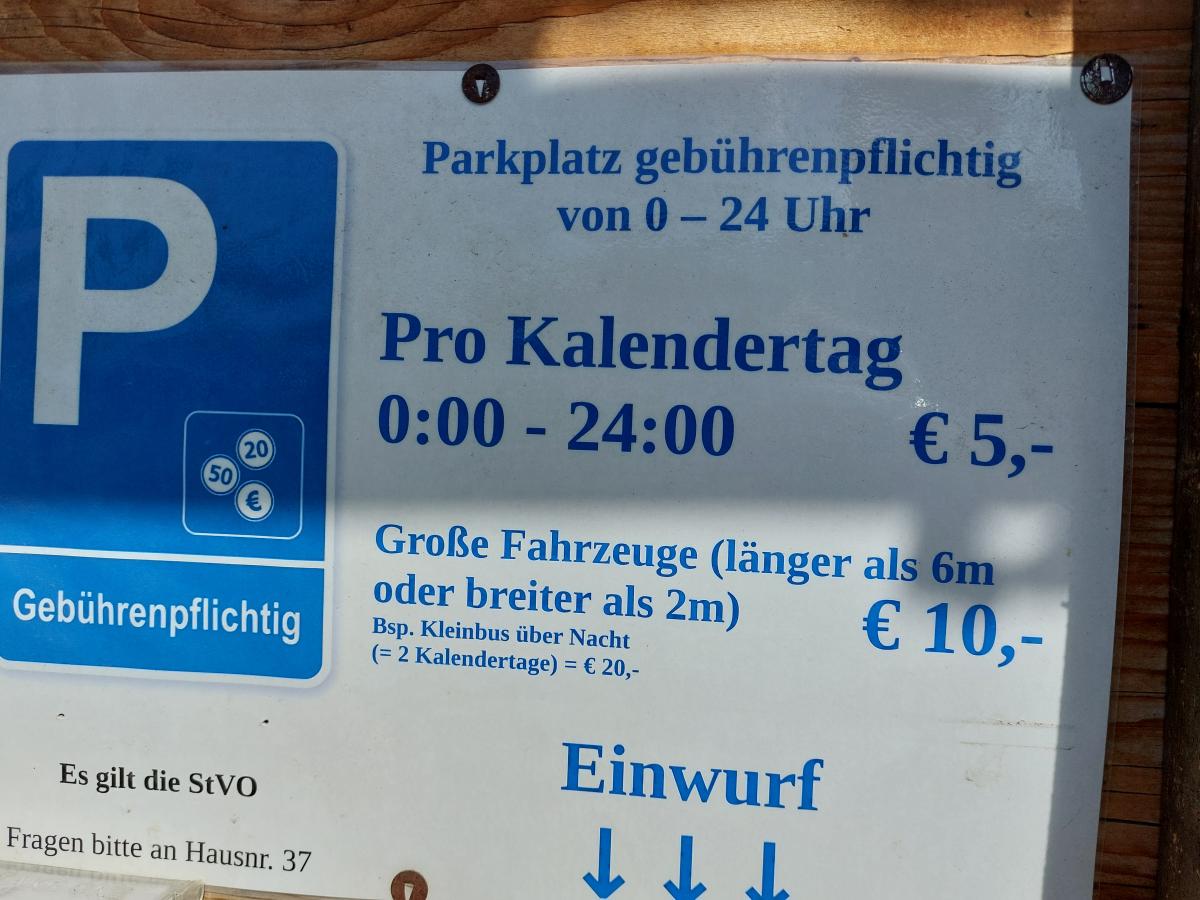 P
20
50
€
Gebührenpflichtig
Es gilt die StVO
Fragen bitte an Hausnr. 37
Parkplatz gebührenpflichtig
von 0 – 24 Uhr
Pro Kalendertag
0:00 - 24:00 € 5,-
Große Fahrzeuge (länger als 6m
oder breiter als 2m) € 10,-
Bsp. Kleinbus über Nacht
(= 2 Kalendertage) = € 20,-
Einwurf